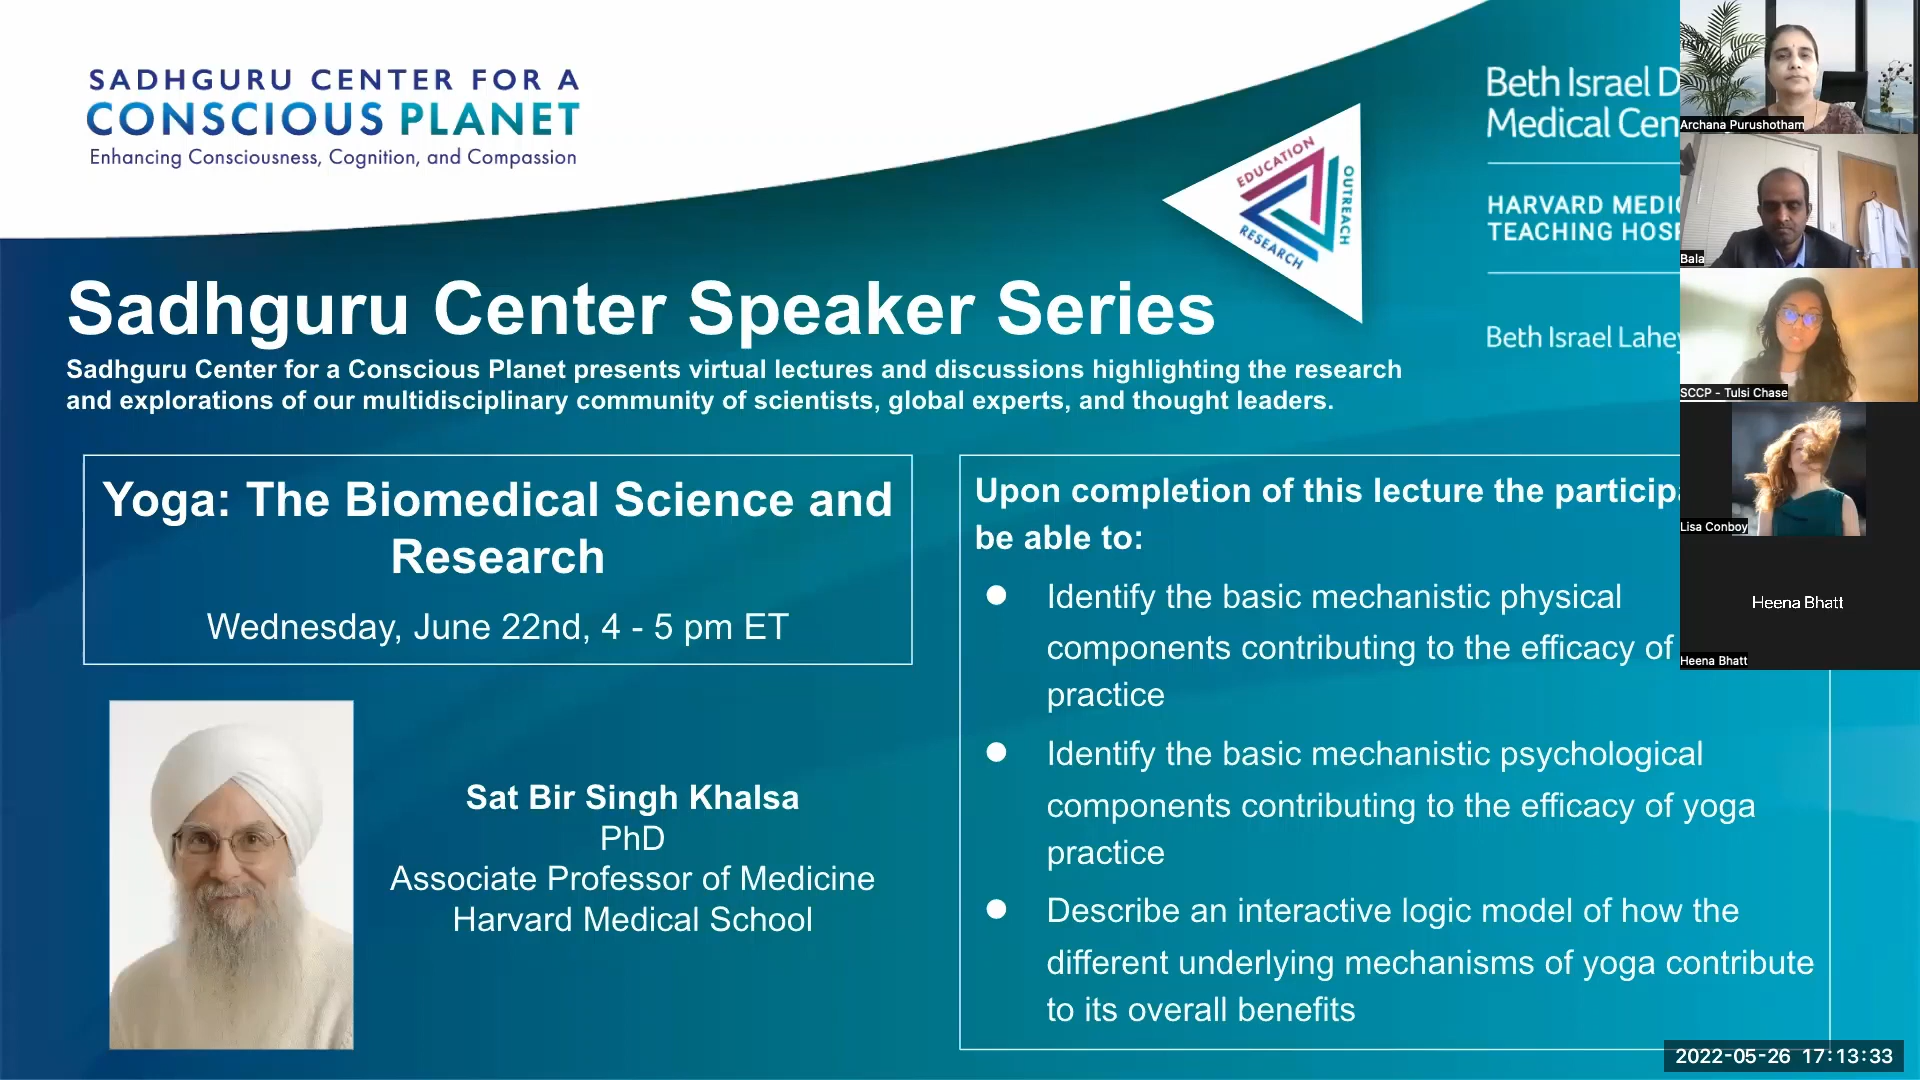 SADHGURU CENTER FOR A
CONSCIOUS PLANET
Enhancing Consciousness, Cognition, and Compassion
EDUCATION
OUTREACH
RESEARCH
Beth Israel D
Medical Cen
HARVARD MEDIC
TEACHING HOSP
Beth Israel Lahey
Sadhguru Center Speaker Series
Sadhguru Center for a Conscious Planet presents virtual lectures and discussions highlighting the research
and explorations of our multidisciplinary community of scientists, global experts, and thought leaders.
Yoga: The Biomedical Science and
Research
Wednesday, June 22nd, 4 - 5 pm ET
Sat Bir Singh Khalsa
PhD
Associate Professor of Medicine
Harvard Medical School
Upon completion of this lecture the particip
be able to:
● Identify the basic mechanistic physical
components contributing to the efficacy of
practice
● Identify the basic mechanistic psychological
components contributing to the efficacy of yoga
practice
● Describe an interactive logic model of how the
different underlying mechanisms of yoga contribute
to its overall benefits
Archana Purushotham
Bala
SCCP - Tulsi Chase
Lisa Conboy
Heena Bhatt
Heena Bhatt
2022-05-26 17:13:33